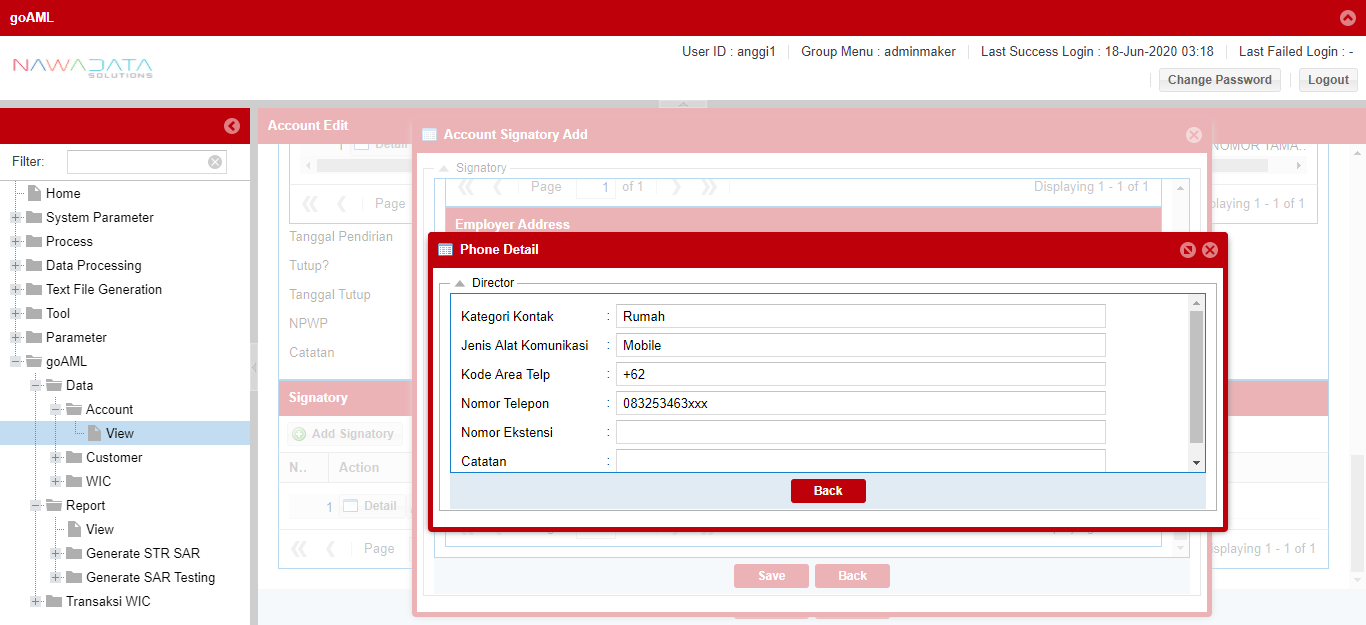 goAML
NAWADATA
SOLUTIONS
User ID : anggi1
Group Menu : adminmaker
Last Success Login : 18-Jun-2020 03:18
Last Failed Login : -
Change Password
Logout
Filter:
Home
System Parameter
Process
Data Processing
Text File Generation
Tool
Parameter
goAML
Data
Account
View
Customer
WIC
Report
View
Generate STR SAR
Generate SAR Testing
Transaksi WIC
Account Edit
1 Detail
NOMOR TAMA..
Page
playing 1 - 1 of 1
Tanggal Pendirian
Tutup?
Tanggal Tutup
NPWP
Catatan
Signatory
Add Signatory
N.. Action
1 Detail
Page
isplaying 1 - 1 of 1
Account Signatory Add
Signatory
Page 1 of 1
Displaying 1 - 1 of 1
Employer Address
Phone Detail
Director
Kategori Kontak : Rumah
Jenis Alat Komunikasi : Mobile
Kode Area Telp : +62
Nomor Telepon : 083253463xxx
Nomor Ekstensi :
Catatan :
Back
Save
Back